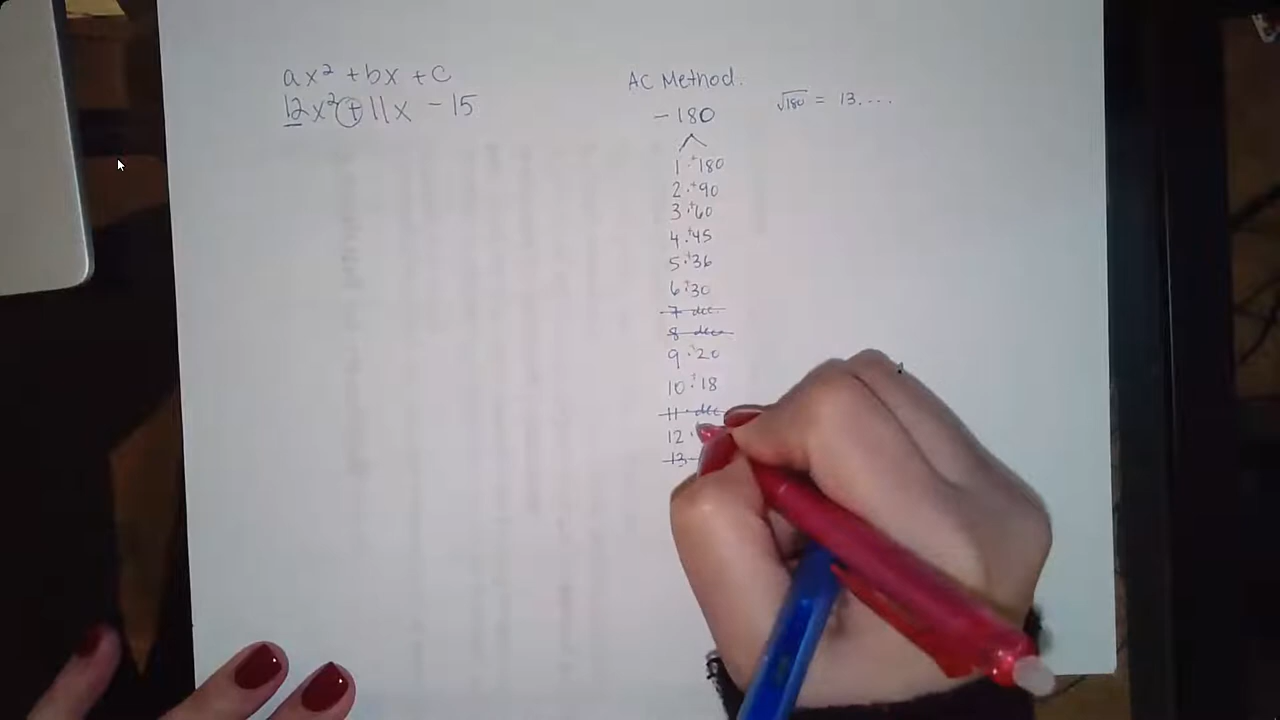 ax² + bx + c
12x² + 11x - 15
AC Method.
-180
√180 = 13....
1 · +180
2 · +90
3 · +60
4 · +45
5 · +36
6 · +30
7 dec.
8 dec
9 · +20
10 · +18
11 · dec
12 ·
13